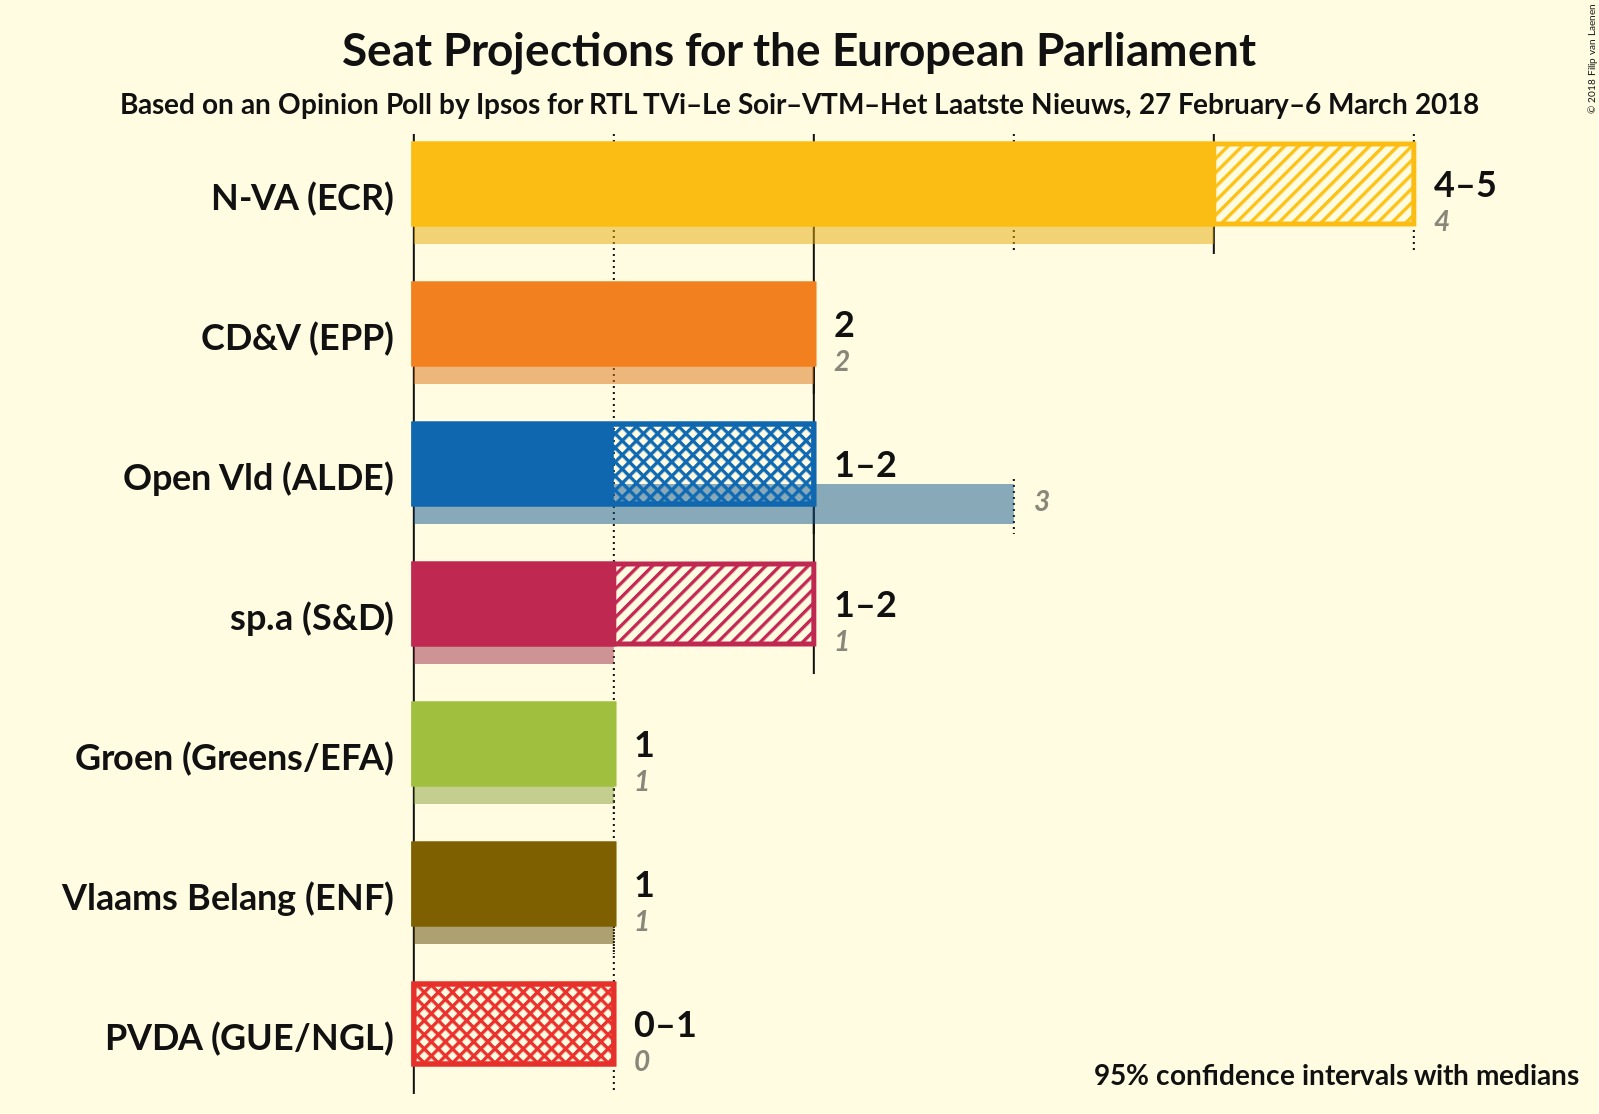 Seat Projections for the European Parliament
Based on an Opinion Poll by Ipsos for RTL TVi–Le Soir–VTM–Het Laatste Nieuws, 27 February–6 March 2018
© 2018 Filip van Laenen
N-VA (ECR)
4–5
4
CD&V (EPP)
2
2
Open Vld (ALDE)
1–2
3
sp.a (S&D)
1–2
1
Groen (Greens/EFA)
1
1
Vlaams Belang (ENF)
1
1
PVDA (GUE/NGL)
0–1
0
95% confidence intervals with medians